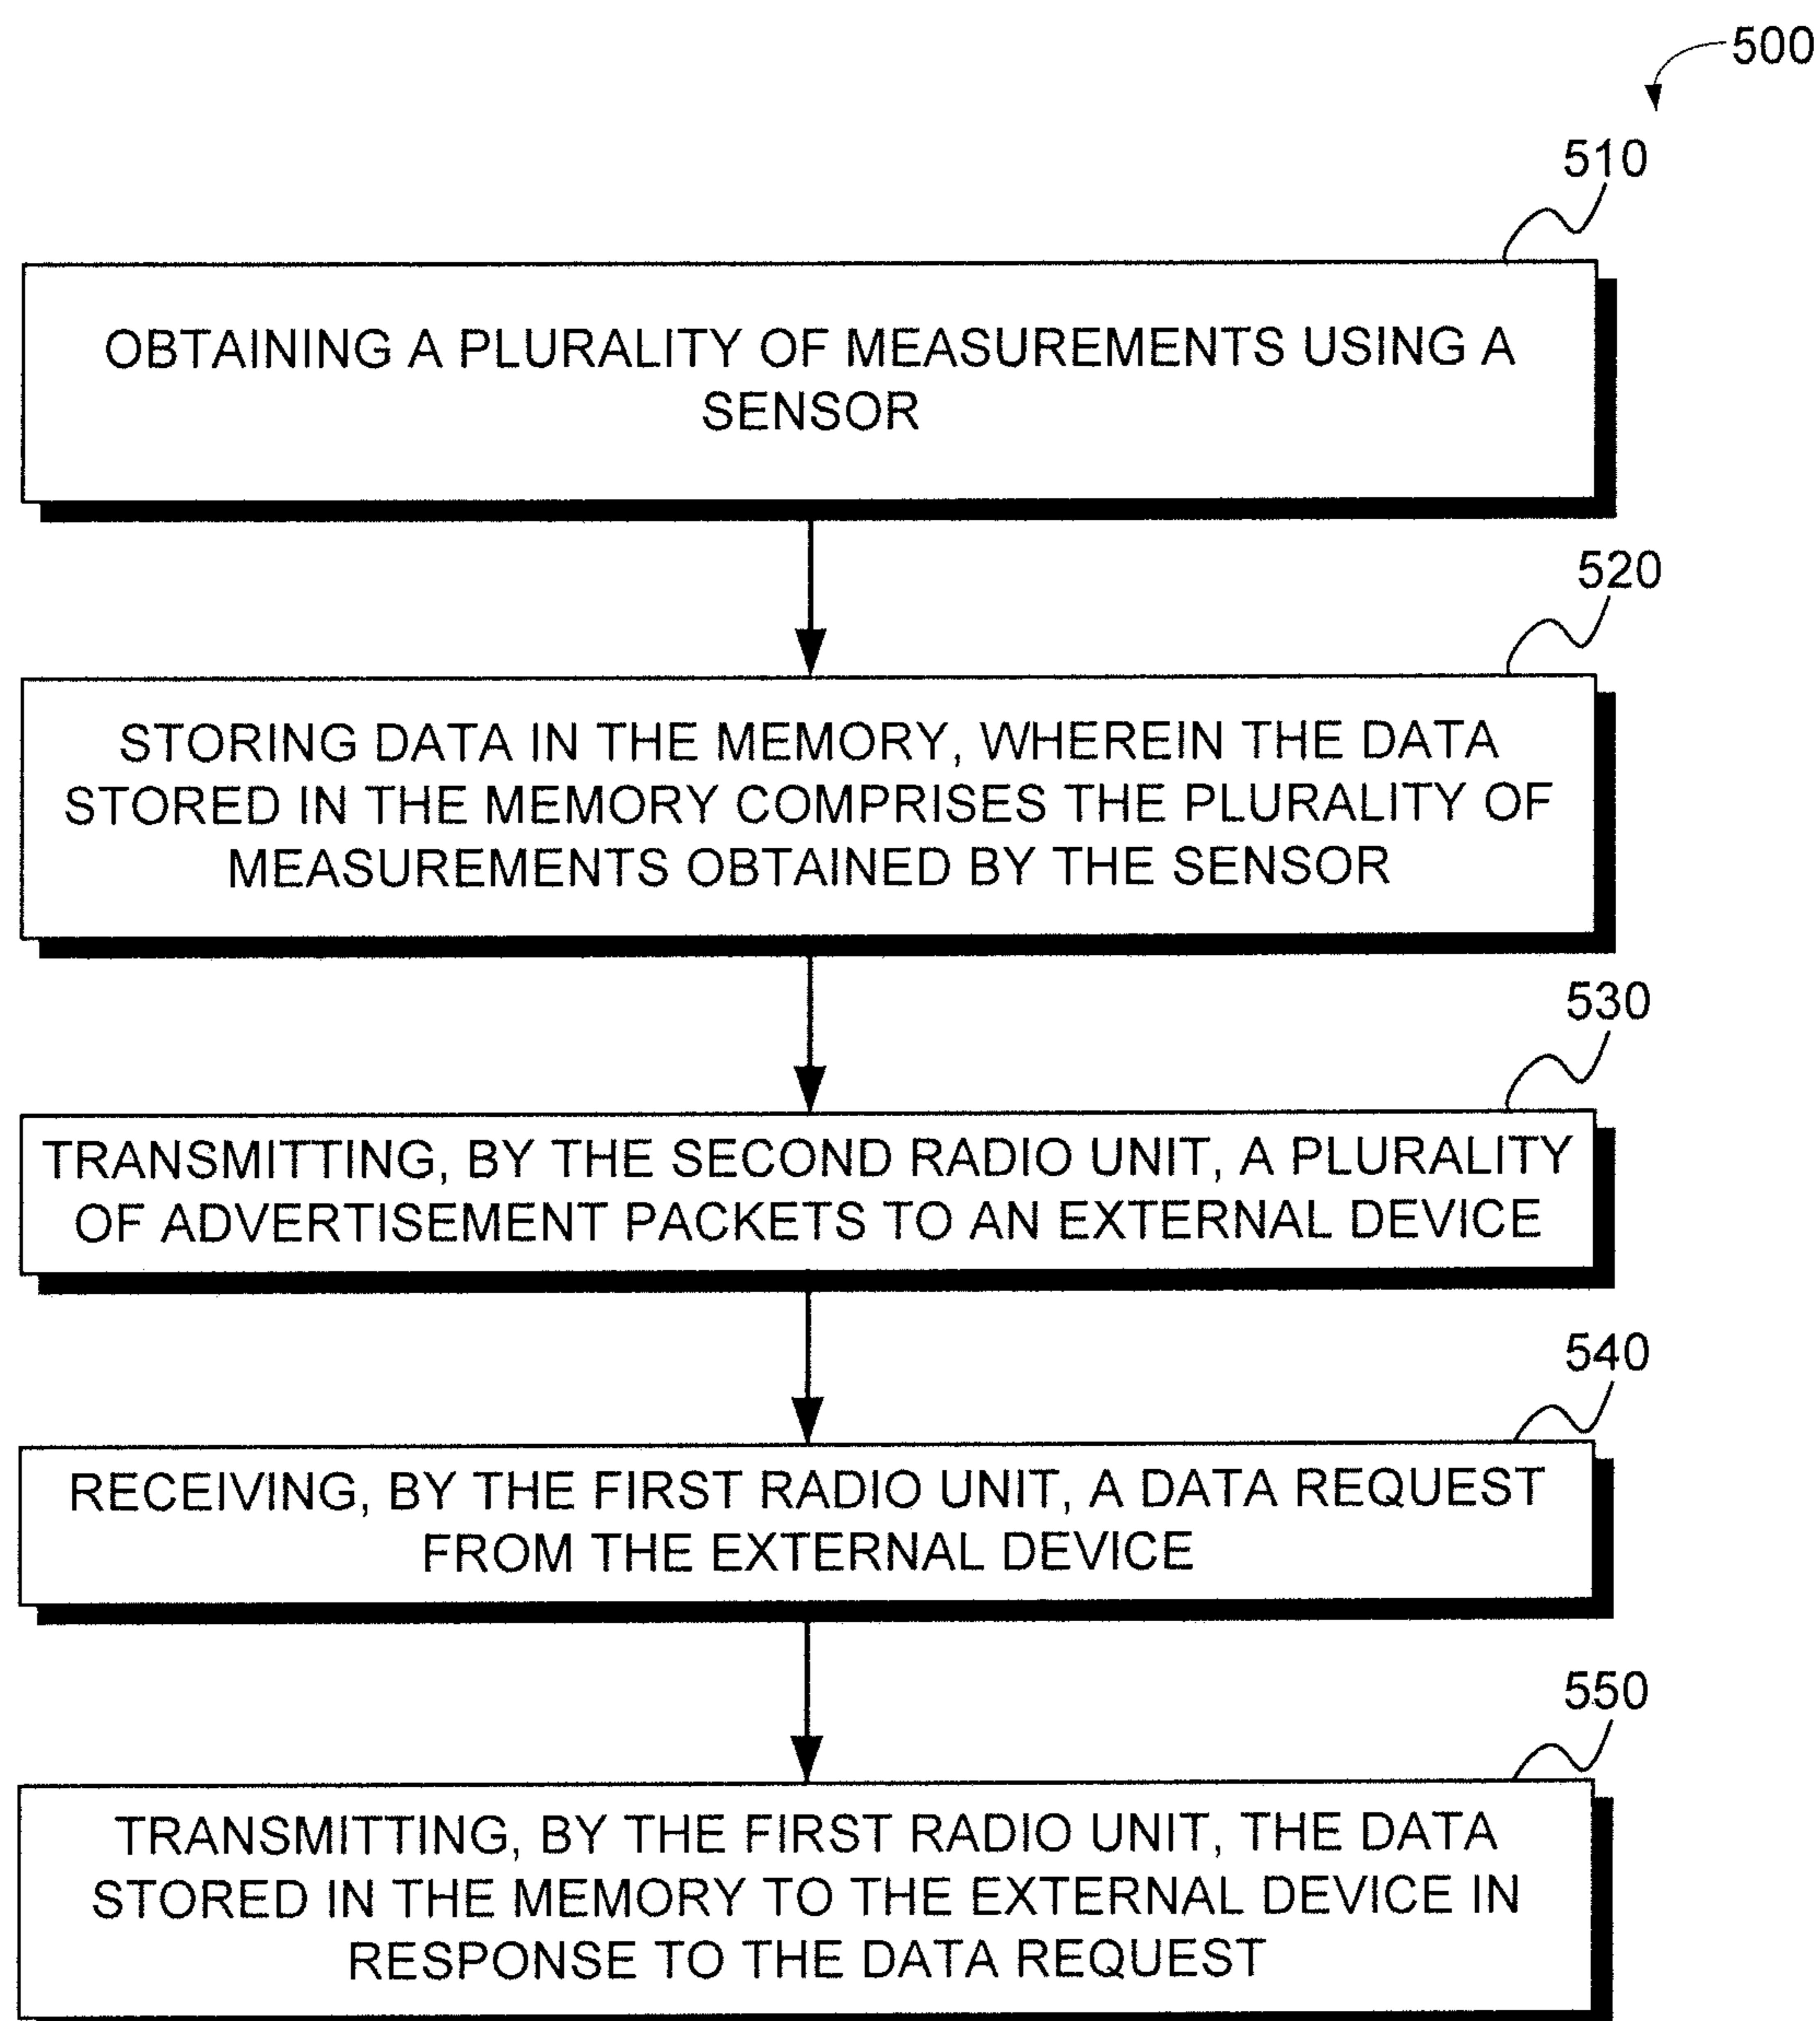 500
510
OBTAINING A PLURALITY OF MEASUREMENTS USING A
SENSOR
520
STORING DATA IN THE MEMORY, WHEREIN THE DATA
STORED IN THE MEMORY COMPRISES THE PLURALITY OF
MEASUREMENTS OBTAINED BY THE SENSOR
530
TRANSMITTING, BY THE SECOND RADIO UNIT, A PLURALITY
OF ADVERTISEMENT PACKETS TO AN EXTERNAL DEVICE
540
RECEIVING, BY THE FIRST RADIO UNIT, A DATA REQUEST
FROM THE EXTERNAL DEVICE
550
TRANSMITTING, BY THE FIRST RADIO UNIT, THE DATA
STORED IN THE MEMORY TO THE EXTERNAL DEVICE IN
RESPONSE TO THE DATA REQUEST